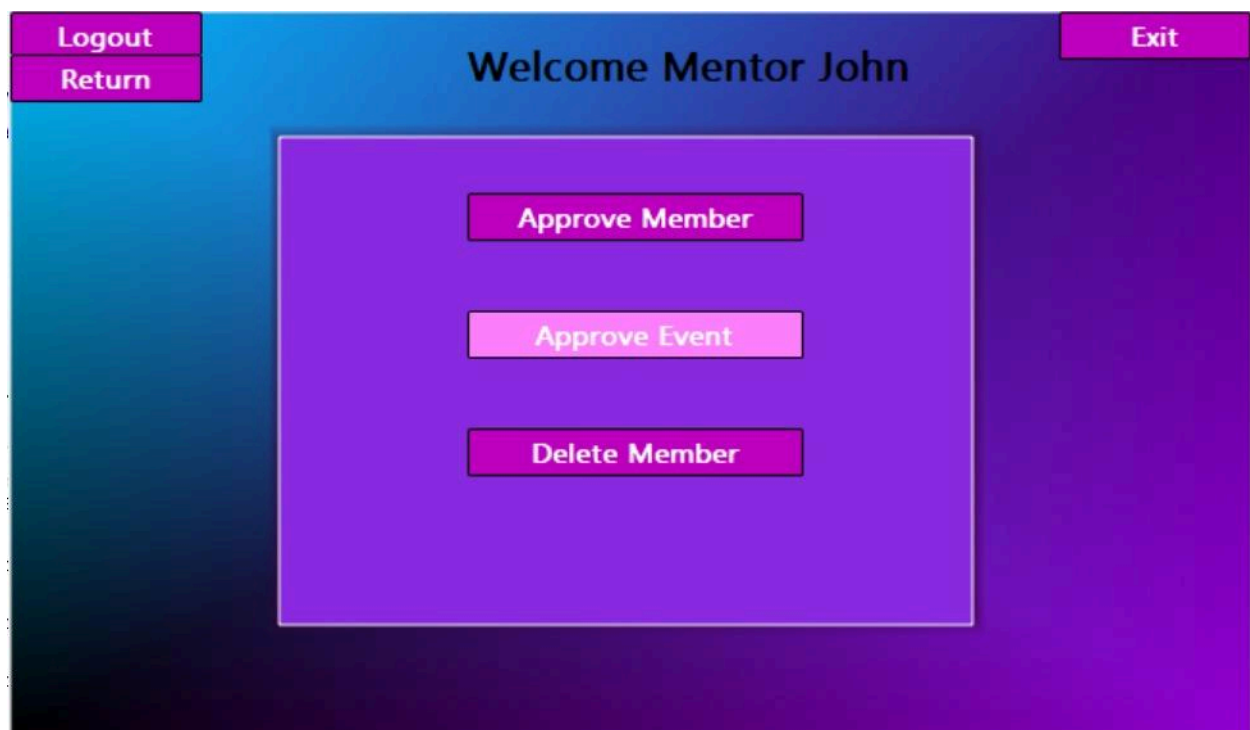 Logout
Return
Exit
Welcome Mentor John
Approve Member
Approve Event
Delete Member